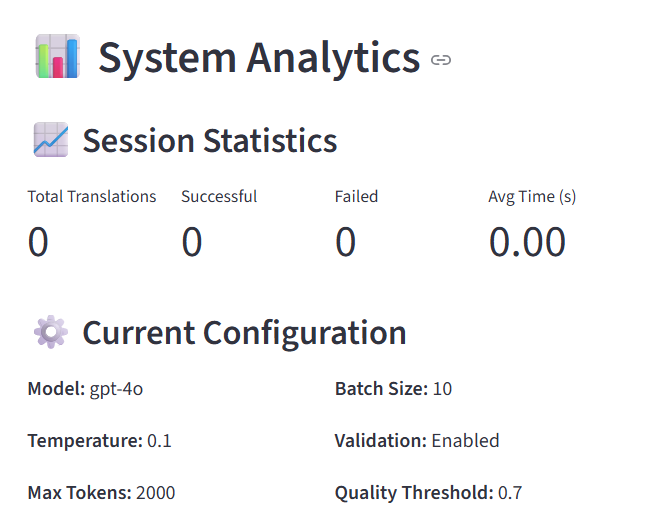 System Analytics
Session Statistics
Total Translations Successful Failed Avg Time (s)
0 0 0 0.00
Current Configuration
Model: gpt-4o Batch Size: 10
Temperature: 0.1 Validation: Enabled
Max Tokens: 2000 Quality Threshold: 0.7